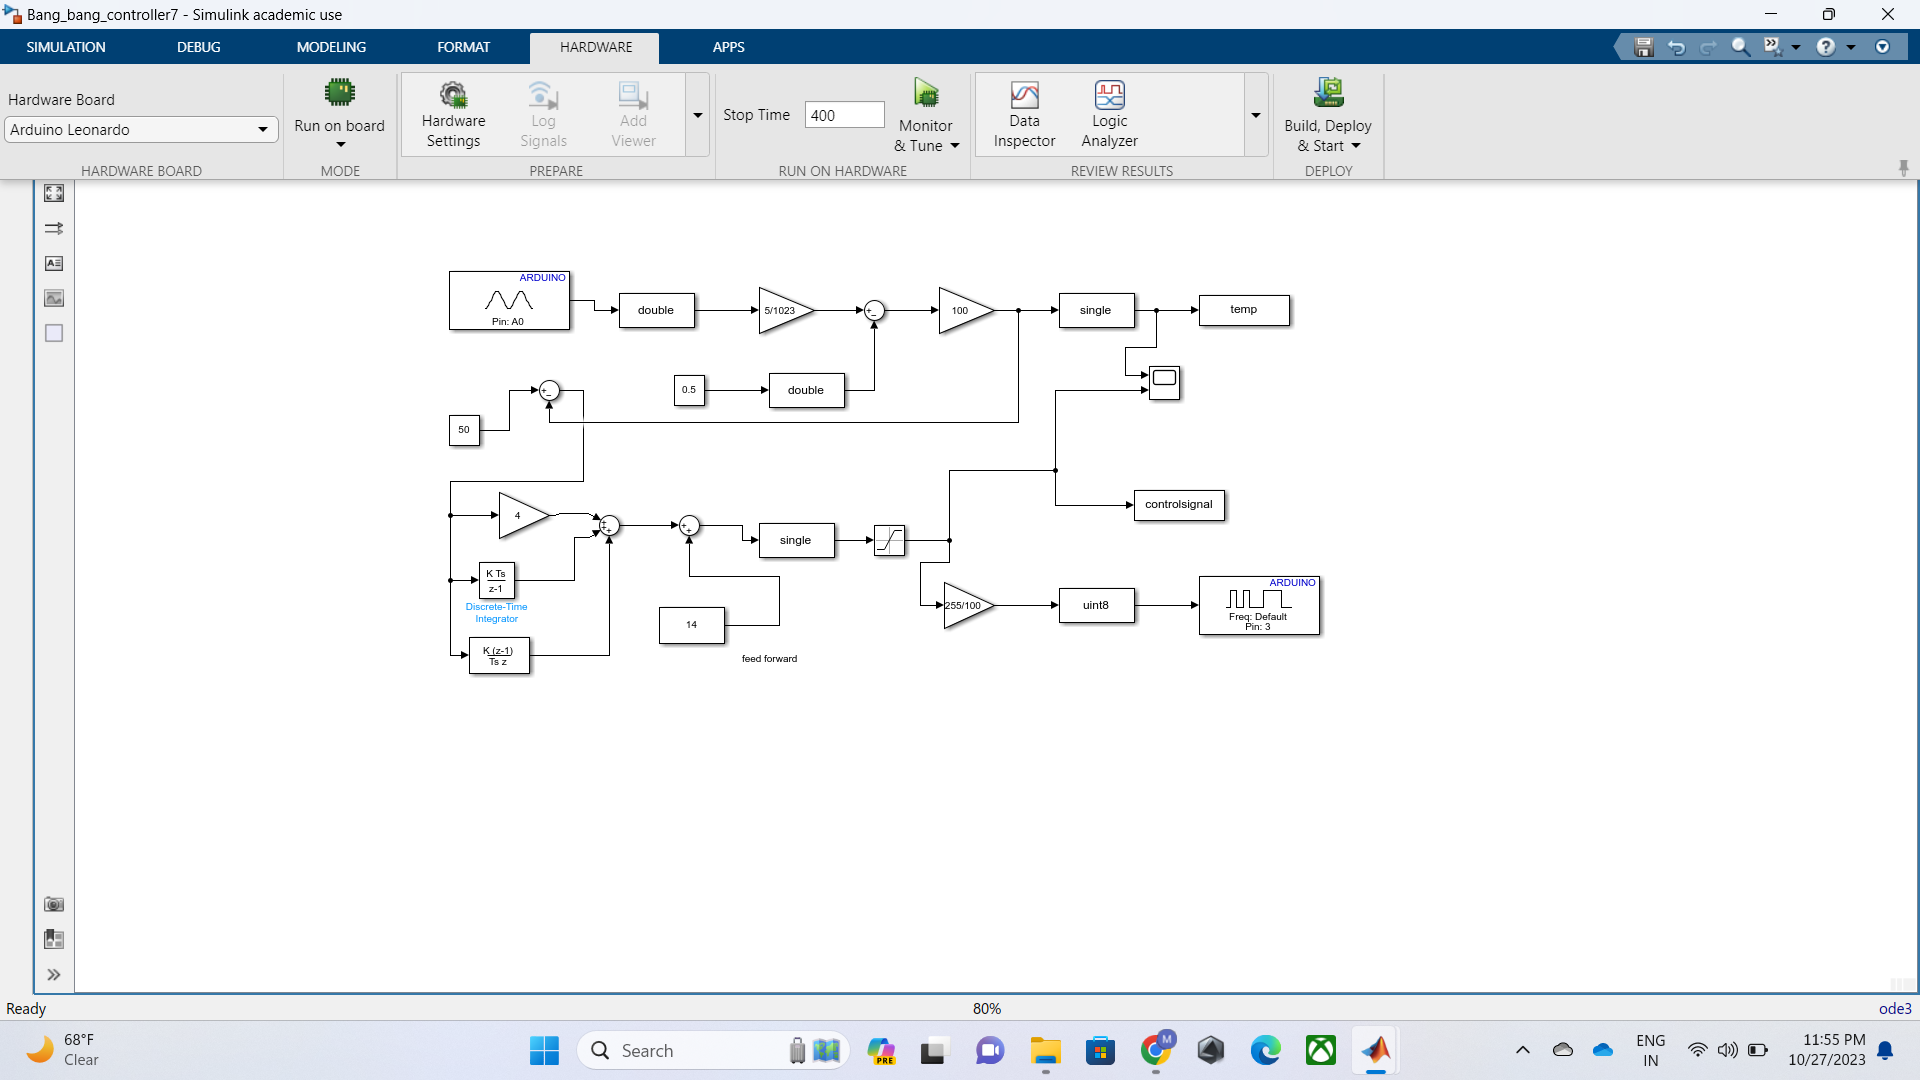 Bang_bang_controller7 - Simulink academic use
SIMULATION DEBUG MODELING FORMAT HARDWARE APPS
Hardware Board
Arduino Leonardo
HARDWARE BOARD
Run on board
MODE
Hardware
Settings
Log
Signals
Add
Viewer
PREPARE
Stop Time 400
Monitor
& Tune
RUN ON HARDWARE
Data
Inspector
Logic
Analyzer
REVIEW RESULTS
Build, Deploy
& Start
DEPLOY
ARDUINO
Pin: A0
double
5/1023
+
-
100
single
temp
0.5
double
+
-
50
4
+
+
+
+
+
single
controlsignal
K Ts
z-1
Discrete-Time
Integrator
K (z-1)
Ts z
14
feed forward
255/100
uint8
ARDUINO
Freq: Default
Pin: 3
Ready
80%
ode3
68°F
Clear
Search
PRE
M
ENG
IN
11:55 PM
10/27/2023